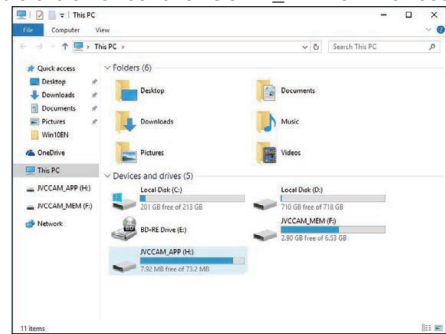 This PC
File
Computer
View
This PC
Search This PC
Quick access
Desktop
Downloads
Documents
Pictures
Win10EN
OneDrive
This PC
JVCCAM_APP (H:)
JVCCAM_MEM (F:)
Network
Folders (6)
Desktop
Documents
Downloads
Music
Pictures
Videos
Devices and drives (5)
Local Disk (C:)
201 GB free of 213 GB
Local Disk (D:)
710 GB free of 718 GB
BD-RE Drive (E:)
JVCCAM_MEM (F:)
2.90 GB free of 6.53 GB
JVCCAM_APP (H:)
7.92 MB free of 73.2 MB
11 items